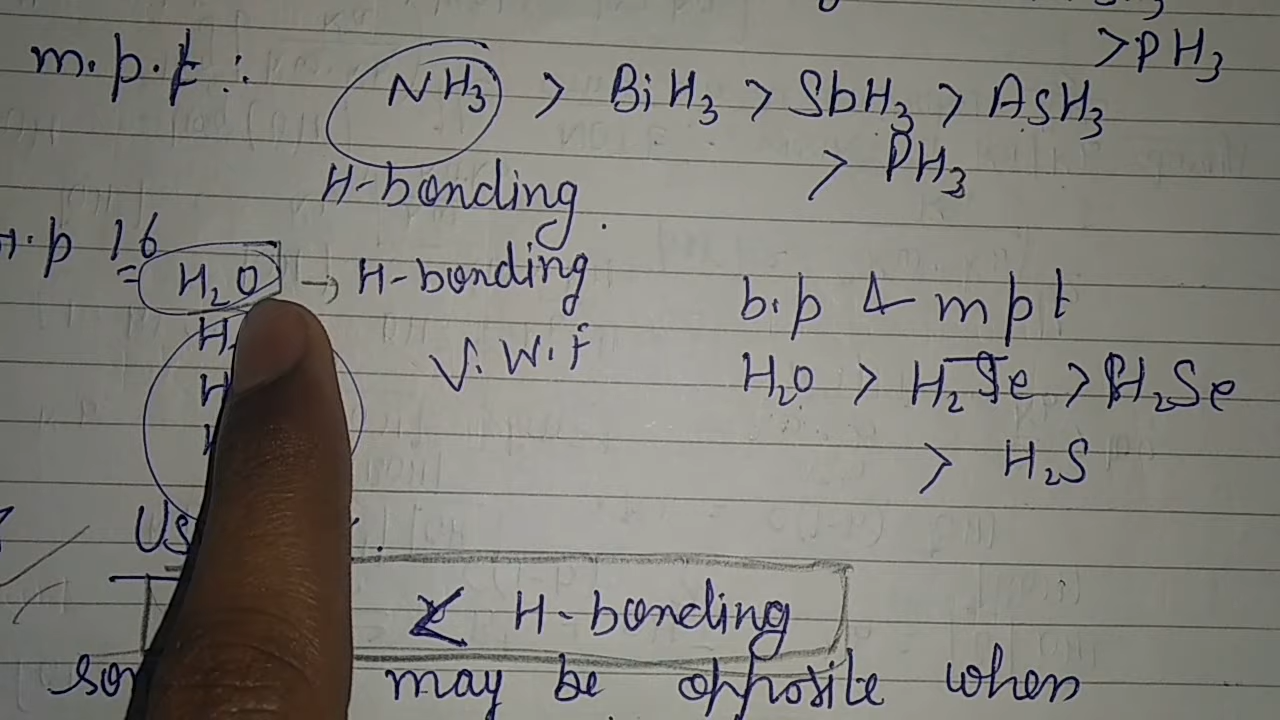 > PH3
m.p.t : NH3 > BiH3 > SbH3 > AsH3
> PH3
H-bonding.
.p 16
= H2O → H-bonding
b.p & mpt
V.W.f
H2O > H2Te > H2Se
> H2S
< H-bonding
may be opposite when